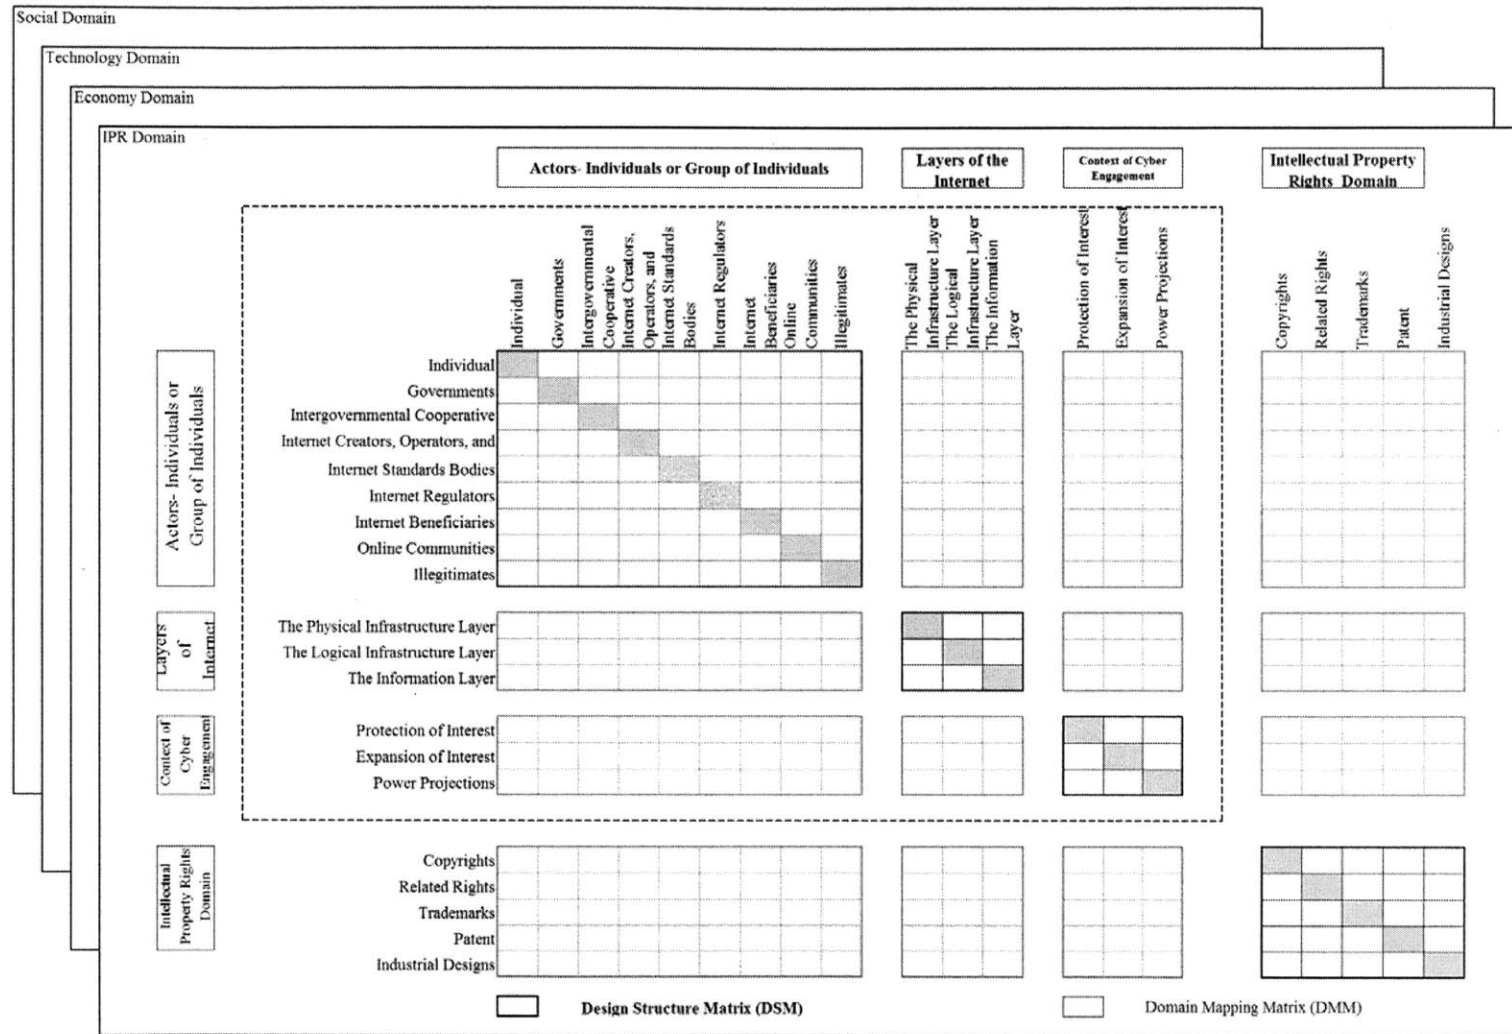 Social Domain
Technology Domain
Economy Domain
IPR Domain
Actors- Individuals or Group of Individuals
Layers of the
Internet
Context of Cyber
Engagement
Intellectual Property
Rights Domain
Individual
Governments
Intergovernmental
Cooperative
Internet Creators,
Operators, and
Internet Standards
Bodies
Internet Regulators
Internet
Beneficiaries
Online
Communities
Illegitimates
The Physical
Infrastructure Layer
The Logical
Infrastructure Layer
The Information
Layer
Protection of Interest
Expansion of Interest
Power Projections
Copyrights
Related Rights
Trademarks
Patent
Industrial Designs
Actors- Individuals or
Group of Individuals
Individual
Governments
Intergovernmental Cooperative
Internet Creators, Operators, and
Internet Standards Bodies
Internet Regulators
Internet Beneficiaries
Online Communities
Illegitimates
Layers
of
Internet
The Physical Infrastructure Layer
The Logical Infrastructure Layer
The Information Layer
Context of
Cyber
Engagement
Protection of Interest
Expansion of Interest
Power Projections
Intellectual
Property Rights
Domain
Copyrights
Related Rights
Trademarks
Patent
Industrial Designs
Design Structure Matrix (DSM)
Domain Mapping Matrix (DMM)